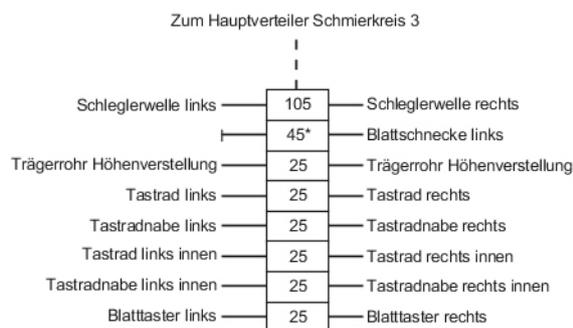 Zum Hauptverteiler Schmierkreis 3
Schleglerwelle links 105 Schleglerwelle rechts
45* Blattschnecke links
Trägerrohr Höhenverstellung 25 Trägerrohr Höhenverstellung
Tastrad links 25 Tastrad rechts
Tastradnabe links 25 Tastradnabe rechts
Tastrad links innen 25 Tastrad rechts innen
Tastradnabe links innen 25 Tastradnabe rechts innen
Blatttaster links 25 Blatttaster rechts